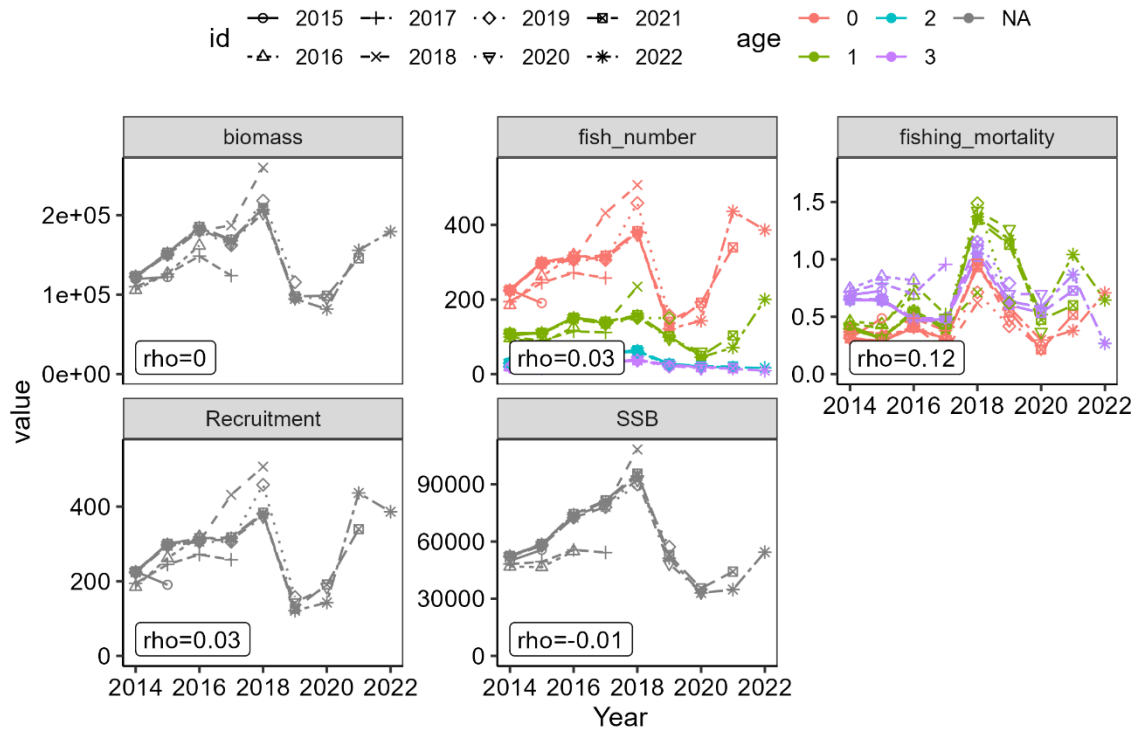 id 2015 2017 2019 2021 age 0 2 NA
2016 2018 2020 2022 1 3
biomass fish_number fishing_mortality
2e+05
1e+05
0e+00
rho=0
400
200
0
rho=0.03
1.5
1.0
0.5
0.0
rho=0.12
2014 2016 2018 2020 2022
value
Recruitment SSB
400
200
0
rho=0.03
2014 2016 2018 2020 2022
90000
60000
30000
0
rho=-0.01
2014 2016 2018 2020 2022
Year